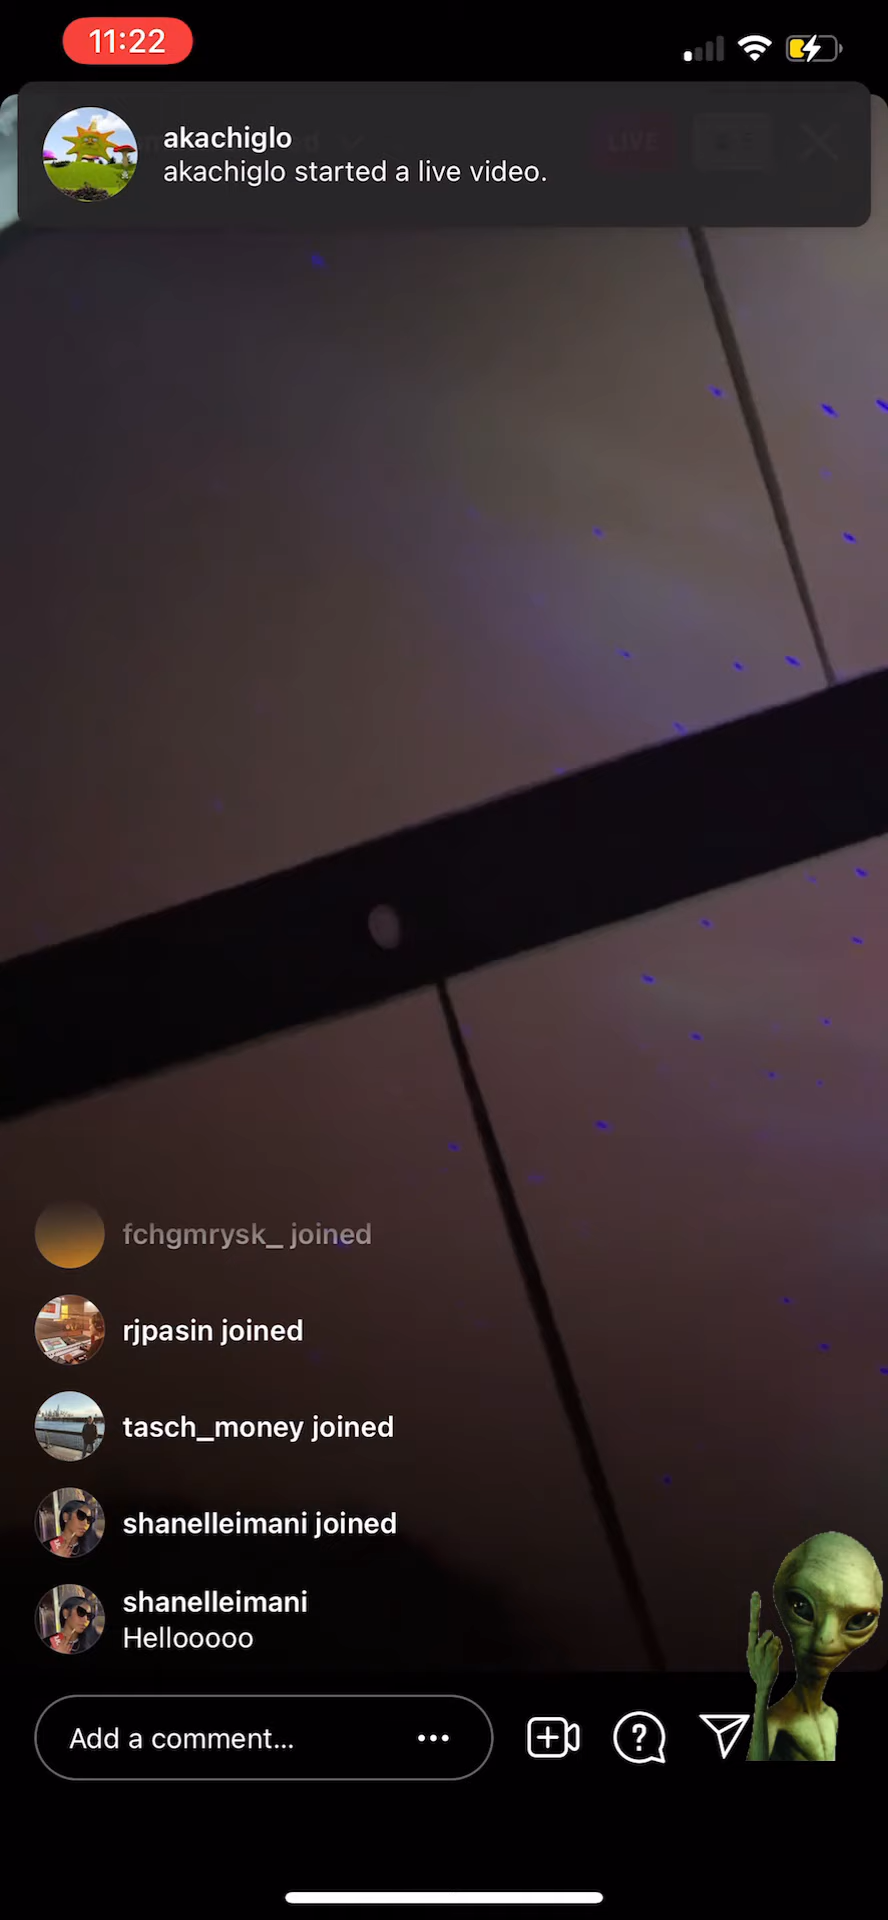 11:22
akachiglo
akachiglo started a live video.
LIVE
fchgmrysk_ joined
rjpasin joined
tasch_money joined
shanelleimani joined
shanelleimani
Hellooooo
Add a comment...